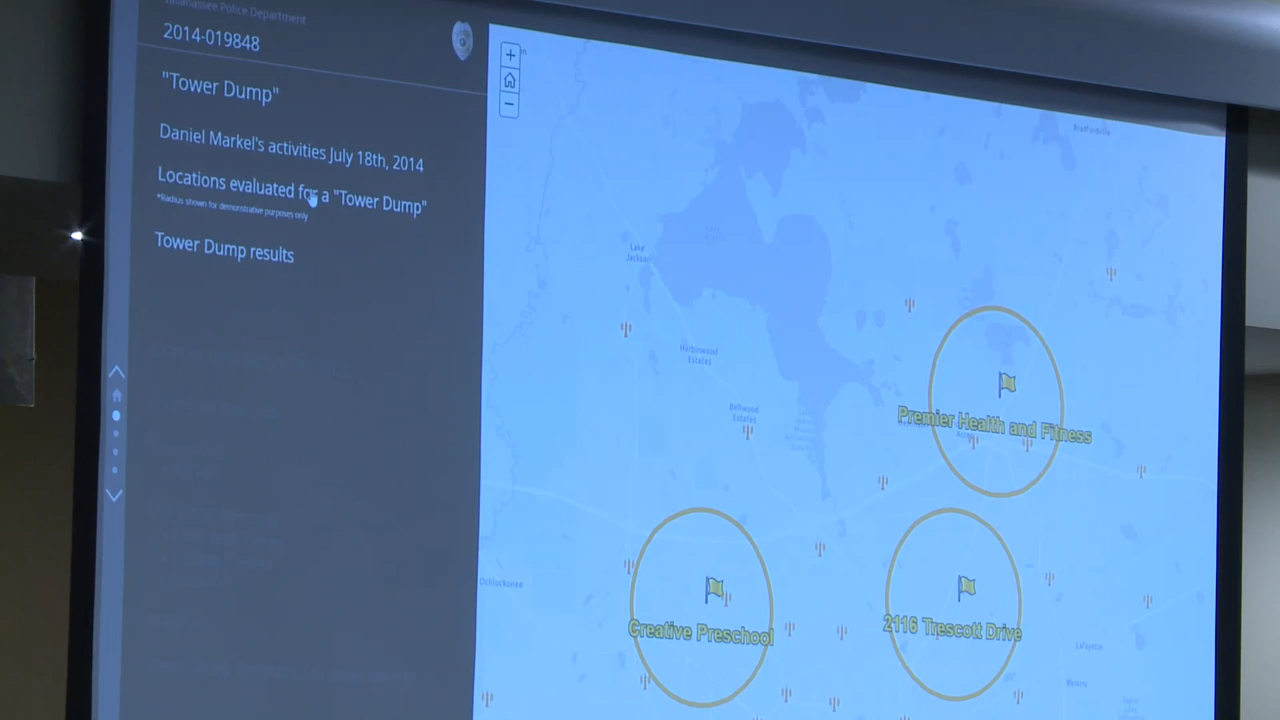 Tallahassee Police Department
2014-019848
"Tower Dump"
Daniel Markel's activities July 18th, 2014
Locations evaluated for a "Tower Dump"
*Radius shown for demonstrative purposes only
Tower Dump results
+
−
Bradfordville
Lake
Jackson
Harbinwood
Estates
Bellwood
Estates
Premier Health and Fitness
Ochlockonee
Creative Preschool
2116 Trescott Drive
Lafayette
Perkins